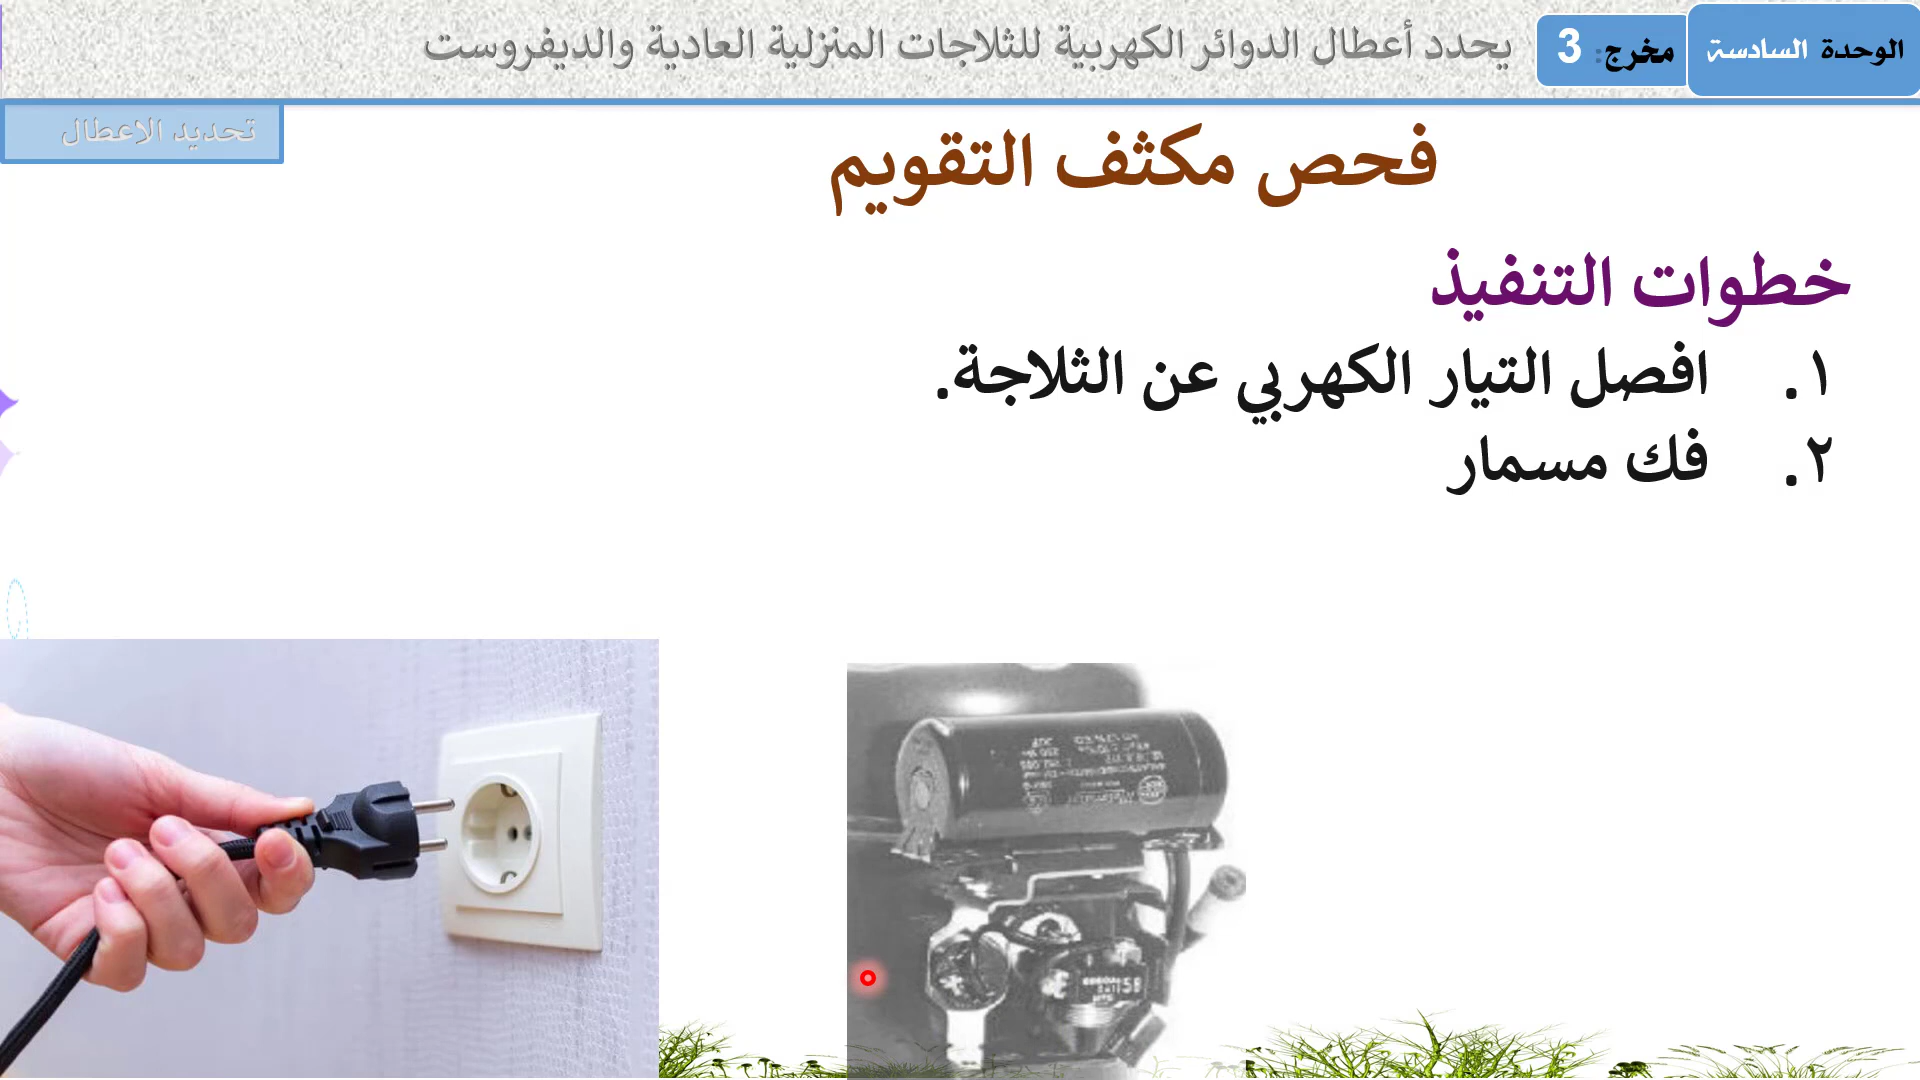 الوحدة السادسة
مخرج: 3
يحدد أعطال الدوائر الكهربية للثلاجات المنزلية العادية والديفروست
تحديد الاعطال
فحص مكثف التقويم
خطوات التنفيذ
١. افصل التيار الكهربي عن الثلاجة.
٢. فك مسمار